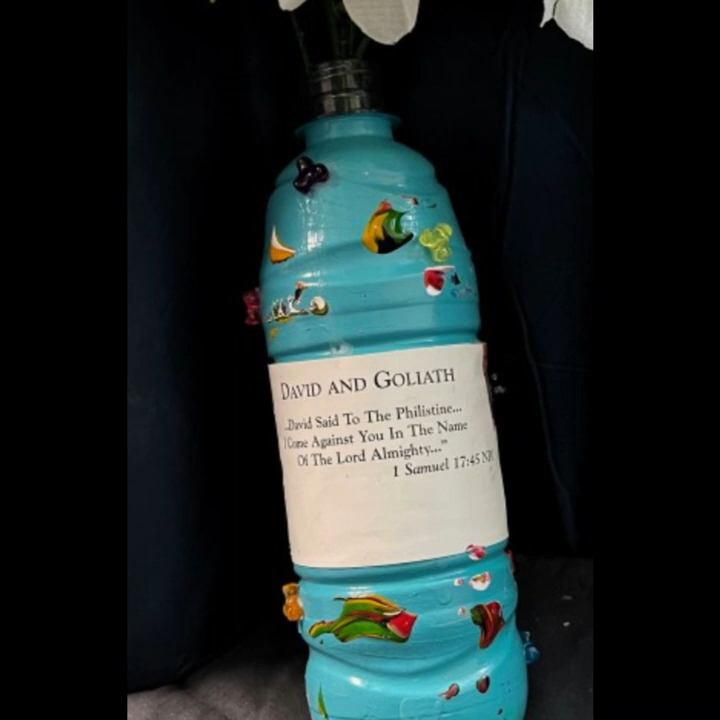 David and Goliath
"...David Said To The Philistine...
I Come Against You In The Name
Of The Lord Almighty..."
1 Samuel 17:45 NIV